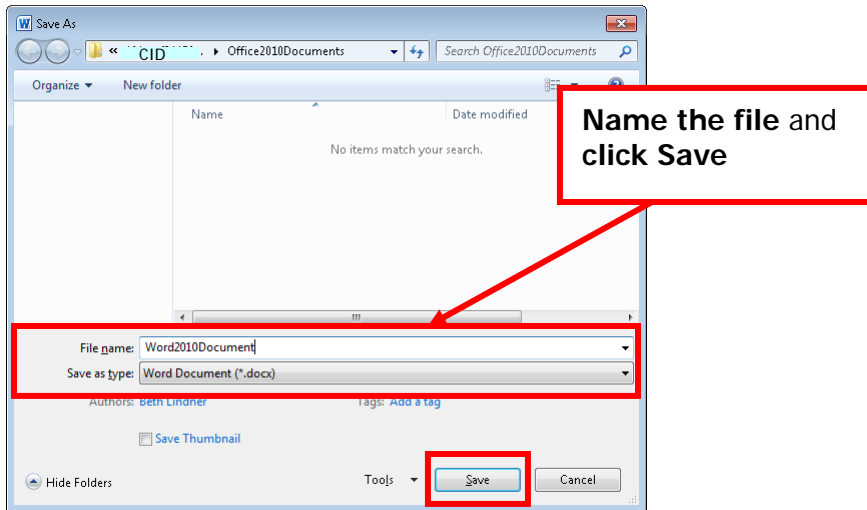 Save As
« CID . ▸ Office2010Documents Search Office2010Documents
Organize New folder
Name Date modified
No items match your search.
Name the file and
click Save
File name: Word2010Document
Save as type: Word Document (*.docx)
Authors: Beth Lindner Tags: Add a tag
Save Thumbnail
Hide Folders Tools Save Cancel